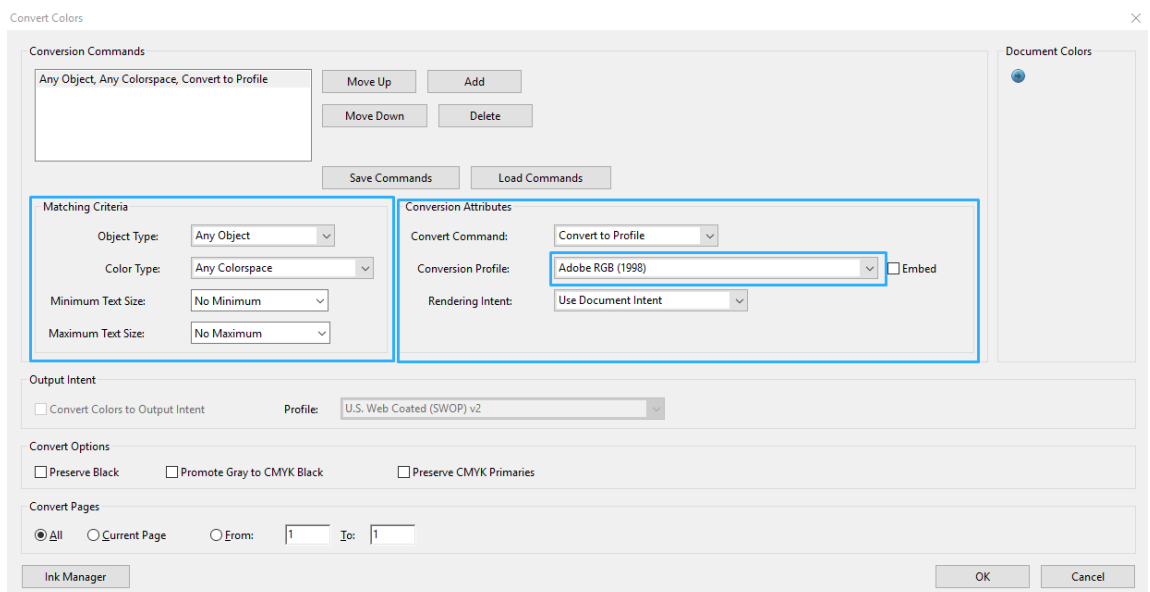 Convert Colors
Conversion Commands
Document Colors
Any Object, Any Colorspace, Convert to Profile
Move Up
Add
Move Down
Delete
Save Commands
Load Commands
Matching Criteria
Object Type: Any Object
Color Type: Any Colorspace
Minimum Text Size: No Minimum
Maximum Text Size: No Maximum
Conversion Attributes
Convert Command: Convert to Profile
Conversion Profile: Adobe RGB (1998) Embed
Rendering Intent: Use Document Intent
Output Intent
Convert Colors to Output Intent Profile: U.S. Web Coated (SWOP) v2
Convert Options
Preserve Black Promote Gray to CMYK Black Preserve CMYK Primaries
Convert Pages
All Current Page From: 1 To: 1
Ink Manager OK Cancel